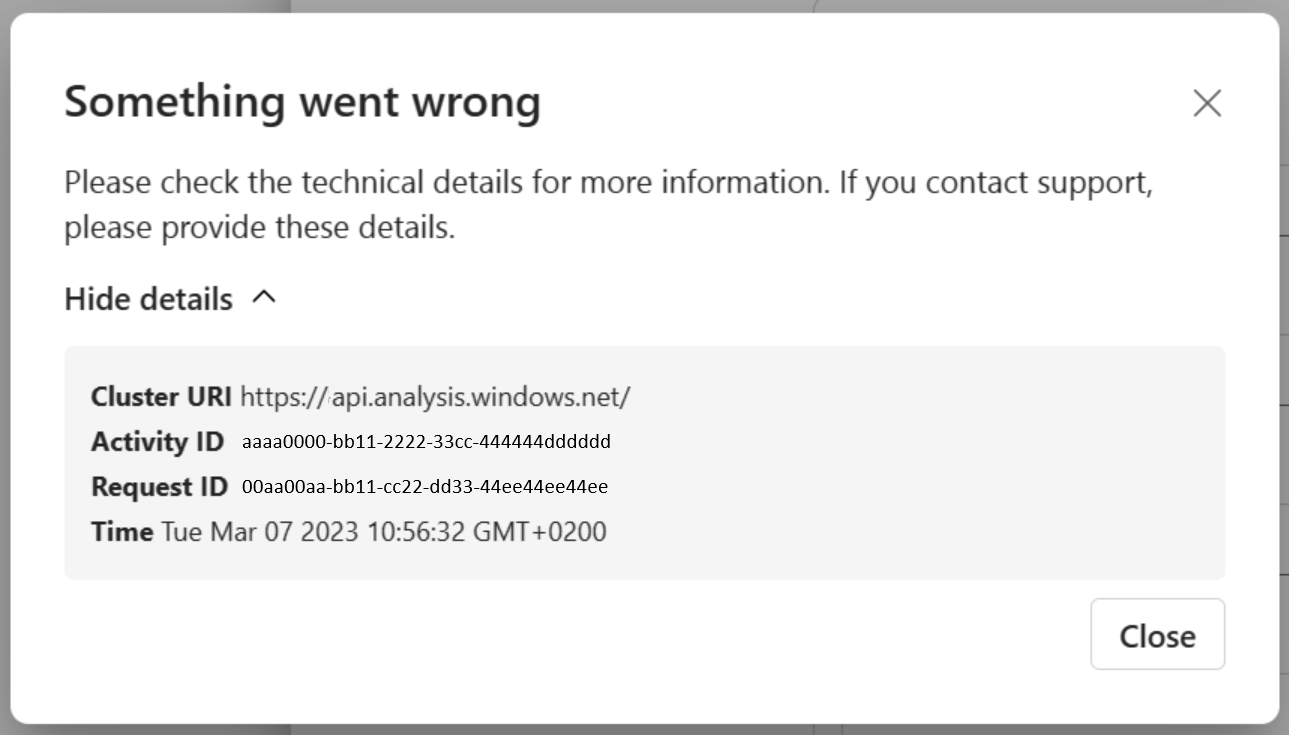 Something went wrong
Please check the technical details for more information. If you contact support,
please provide these details.
Hide details
Cluster URI https://api.analysis.windows.net/
Activity ID aaaa0000-bb11-2222-33cc-444444dddddd
Request ID 00aa00aa-bb11-cc22-dd33-44ee44ee44ee
Time Tue Mar 07 2023 10:56:32 GMT+0200
Close